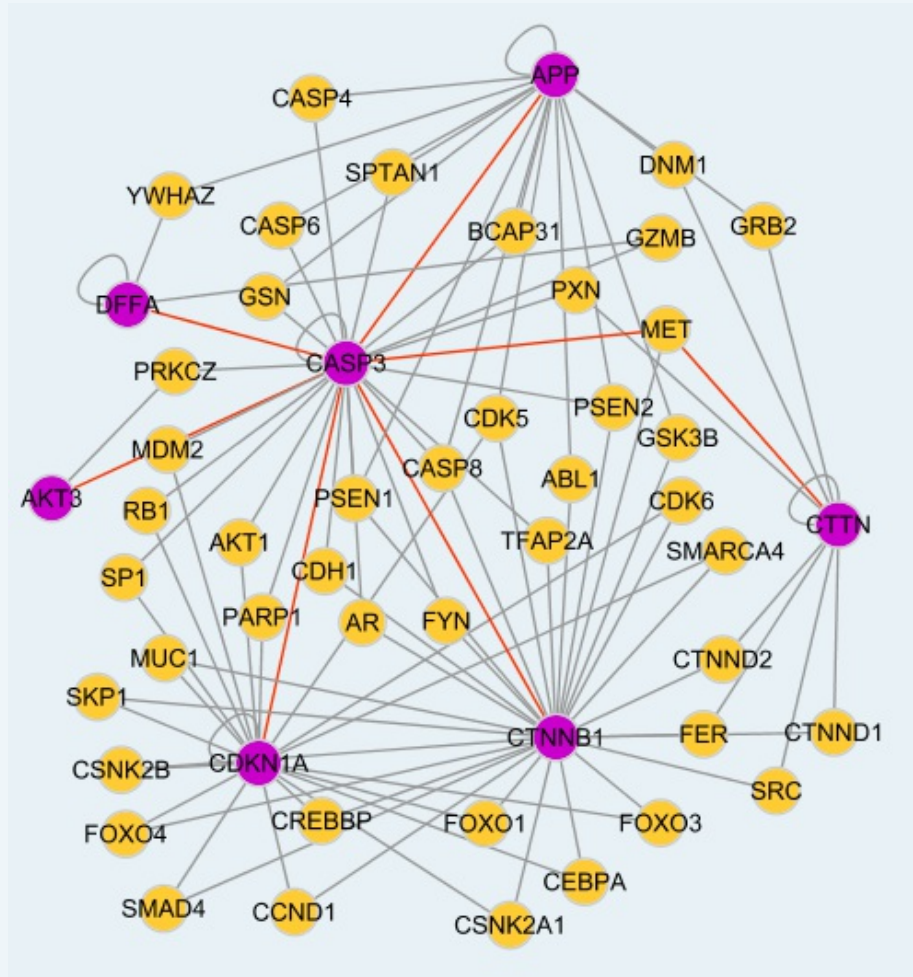 APP
CASP4
SPTAN1
DNM1
YWHAZ
CASP6
BCAP31
GZMB
GRB2
DFFA
GSN
PXN
MET
CASP3
PRKCZ
CDK5
PSEN2
GSK3B
MDM2
CASP8
ABL1
AKT3
RB1
PSEN1
CDK6
CTTN
AKT1
TFAP2A
SMARCA4
SP1
CDH1
PARP1
AR
FYN
MUC1
CTNND2
SKP1
CTNNB1
FER
CTNND1
CSNK2B
CDKN1A
SRC
FOXO4
CREBBP
FOXO1
FOXO3
SMAD4
CCND1
CEBPA
CSNK2A1